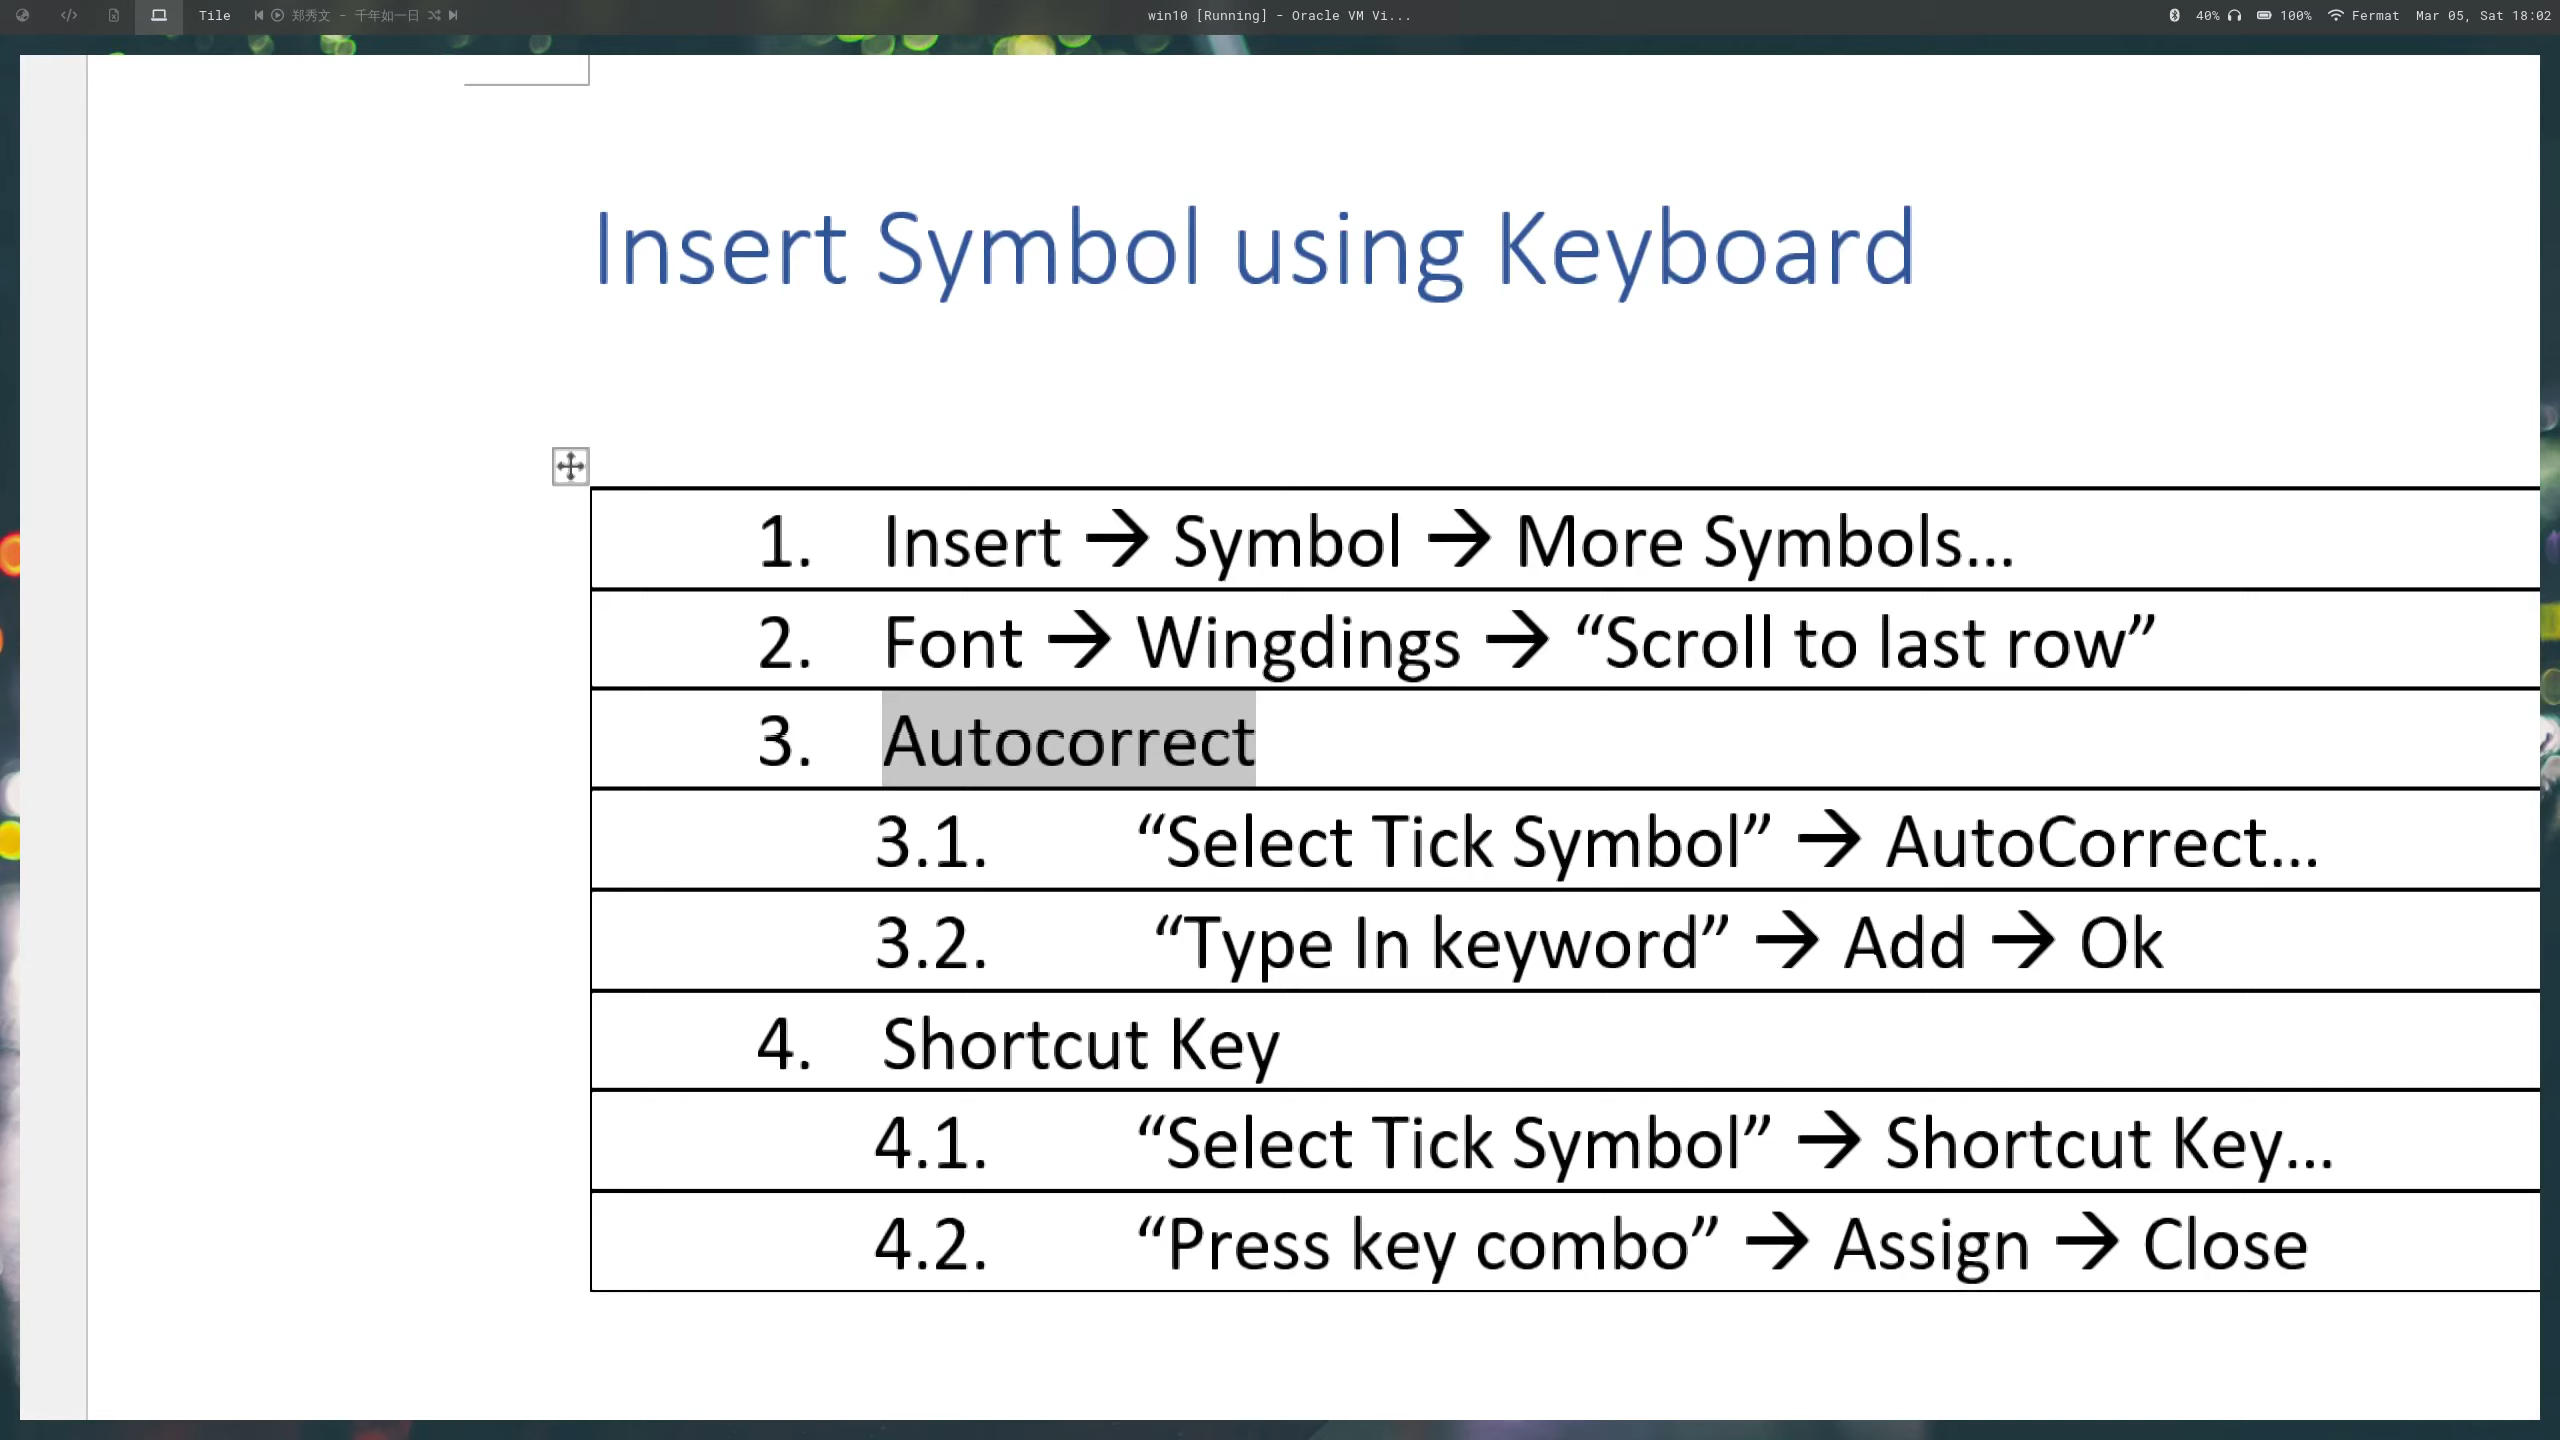 Tile 郑秀文 - 千年如一日 win10 [Running] - Oracle VM Vi... 40% 100% Fermat Mar 05, Sat 18:02
Insert Symbol using Keyboard
1. Insert → Symbol → More Symbols...
2. Font → Wingdings → “Scroll to last row”
3. Autocorrect
3.1. “Select Tick Symbol” → AutoCorrect...
3.2. “Type In keyword” → Add → Ok
4. Shortcut Key
4.1. “Select Tick Symbol” → Shortcut Key...
4.2. “Press key combo” → Assign → Close